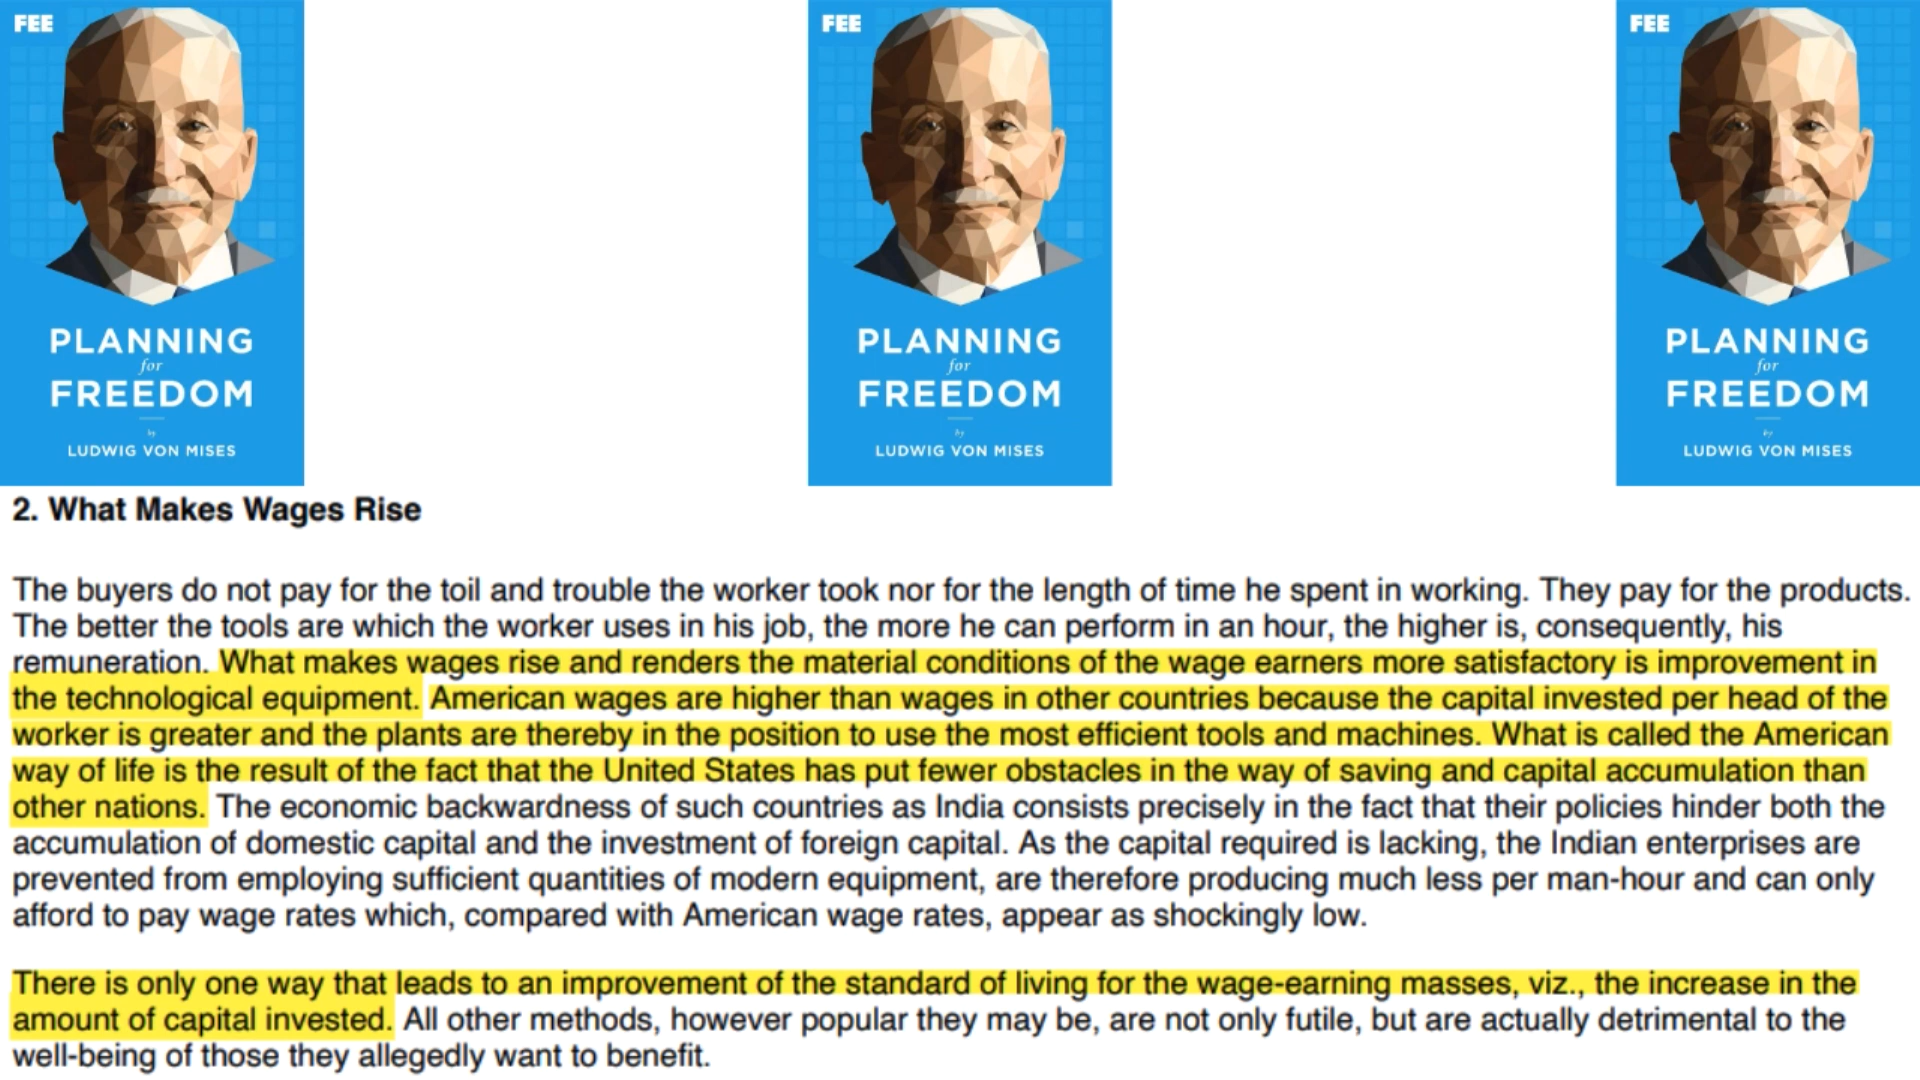 FEE
PLANNING
for
FREEDOM
by
LUDWIG VON MISES
FEE
PLANNING
for
FREEDOM
by
LUDWIG VON MISES
FEE
PLANNING
for
FREEDOM
by
LUDWIG VON MISES
2. What Makes Wages Rise
The buyers do not pay for the toil and trouble the worker took nor for the length of time he spent in working. They pay for the products.
The better the tools are which the worker uses in his job, the more he can perform in an hour, the higher is, consequently, his
remuneration. What makes wages rise and renders the material conditions of the wage earners more satisfactory is improvement in
the technological equipment. American wages are higher than wages in other countries because the capital invested per head of the
worker is greater and the plants are thereby in the position to use the most efficient tools and machines. What is called the American
way of life is the result of the fact that the United States has put fewer obstacles in the way of saving and capital accumulation than
other nations. The economic backwardness of such countries as India consists precisely in the fact that their policies hinder both the
accumulation of domestic capital and the investment of foreign capital. As the capital required is lacking, the Indian enterprises are
prevented from employing sufficient quantities of modern equipment, are therefore producing much less per man-hour and can only
afford to pay wage rates which, compared with American wage rates, appear as shockingly low.
There is only one way that leads to an improvement of the standard of living for the wage-earning masses, viz., the increase in the
amount of capital invested. All other methods, however popular they may be, are not only futile, but are actually detrimental to the
well-being of those they allegedly want to benefit.